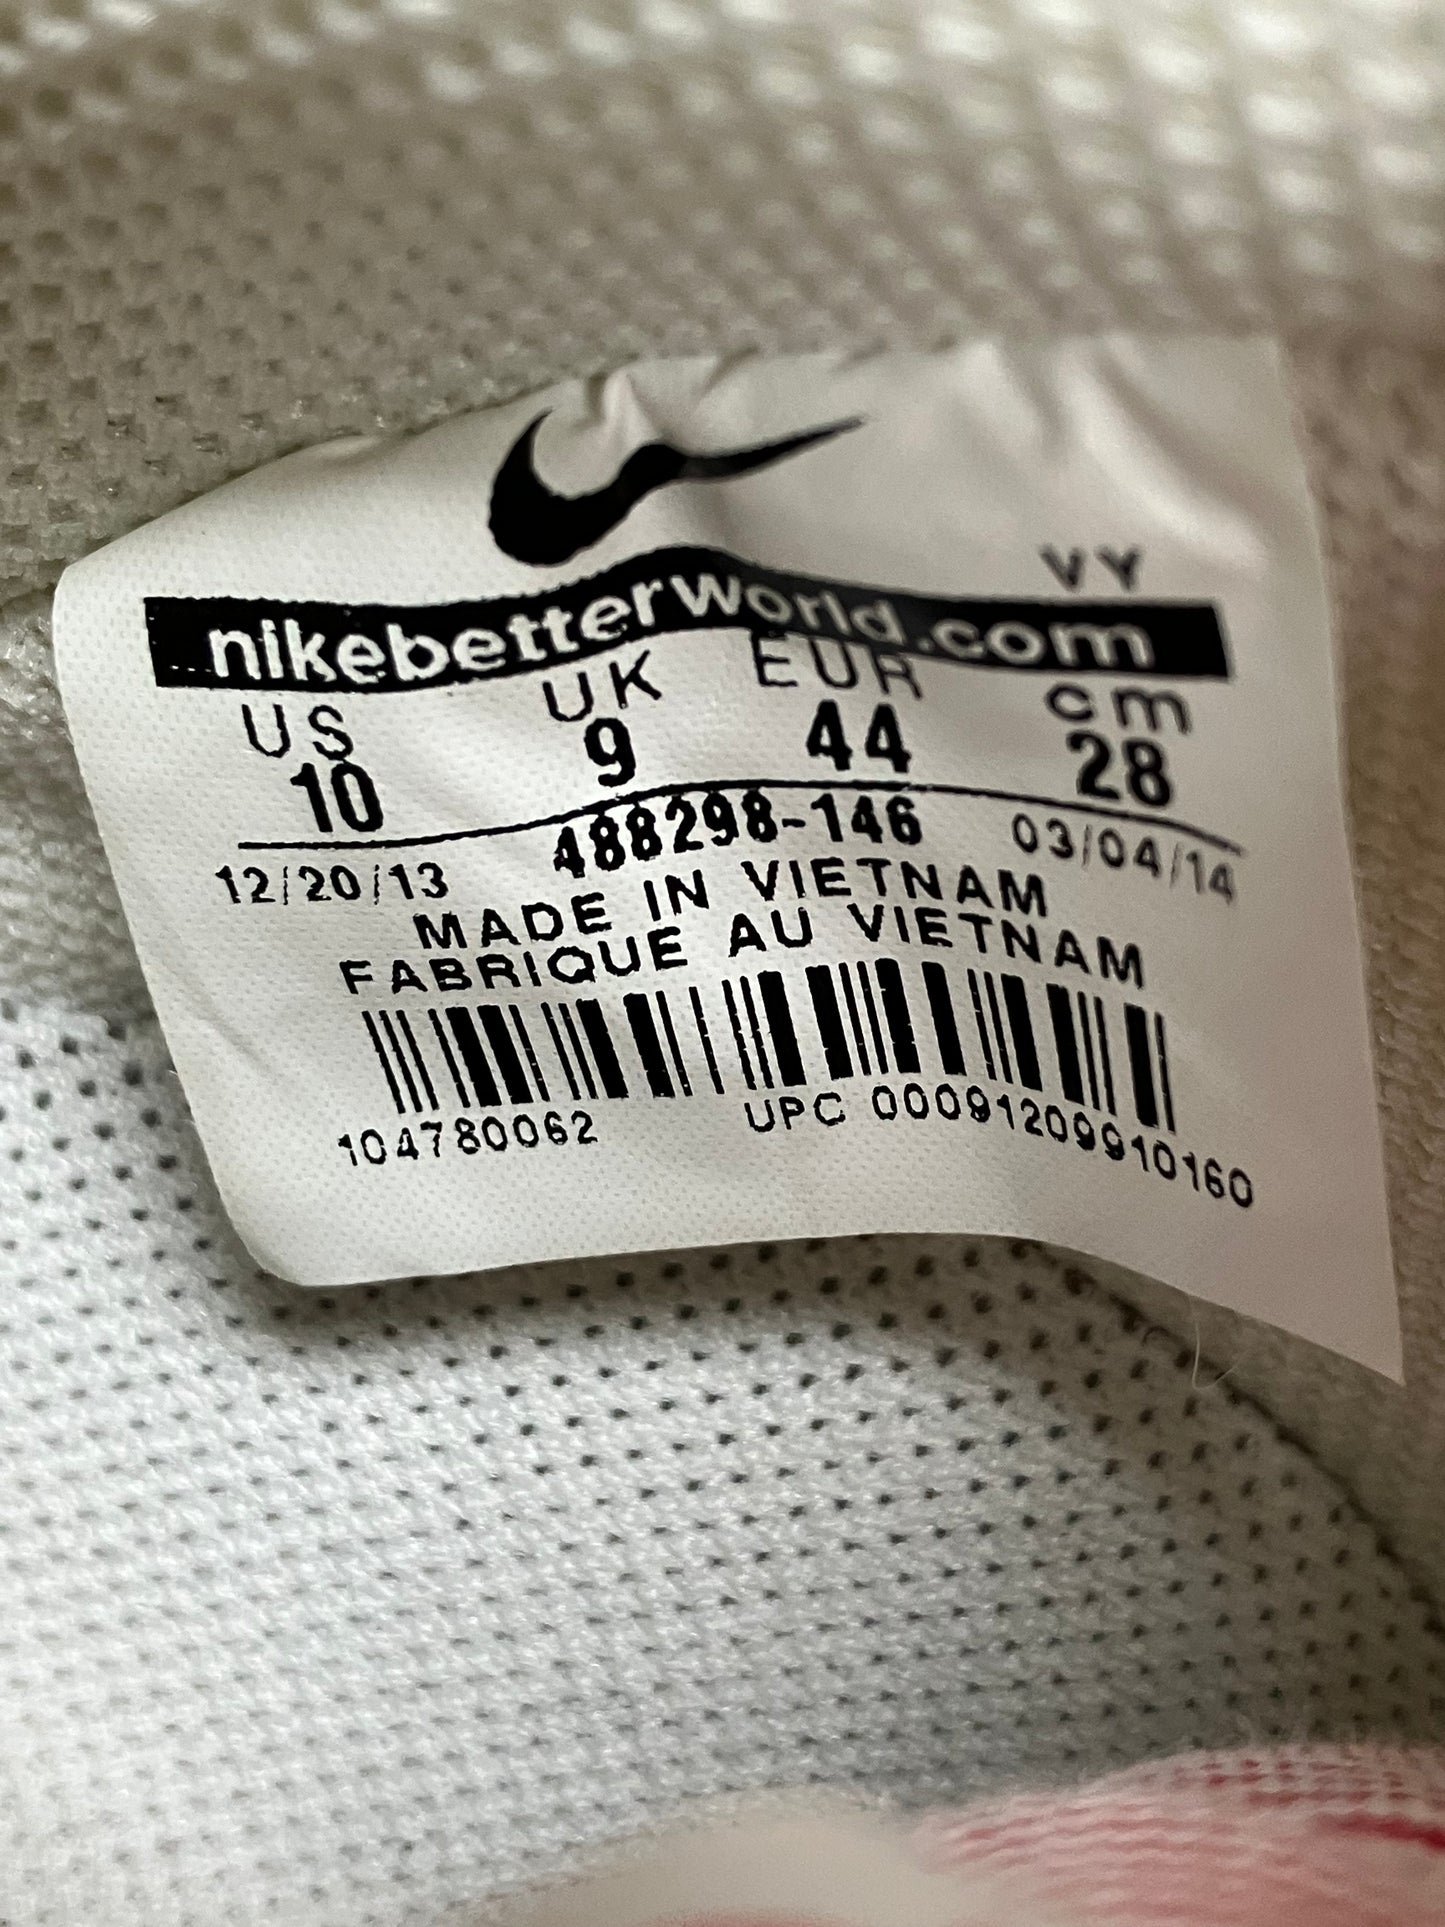 VY
nikebetterworld.com
US UK EUR cm
10 9 44 28
12/20/13 488298-146 03/04/14
MADE IN VIETNAM
FABRIQUE AU VIETNAM
104780062 UPC 00091209910160